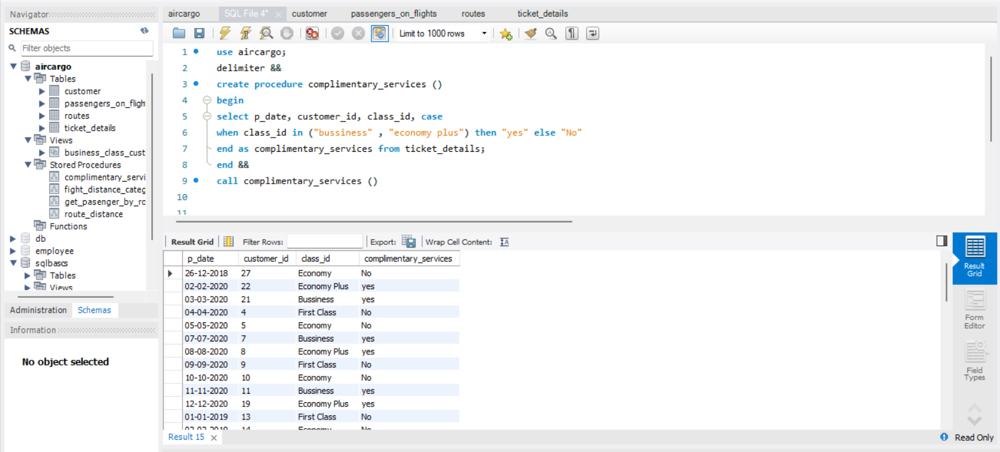 Navigator
SCHEMAS
Filter objects
aircargo
Tables
customer
passengers_on_fligh
routes
ticket_details
Views
business_class_cust
Stored Procedures
complimentary_servi
fight_distance_categ
get_pasenger_by_ro
route_distance
Functions
db
employee
sqlbascs
Tables
Views
Administration Schemas
Information
No object selected
aircargo SQL File 4* customer passengers_on_flights routes ticket_details
Limit to 1000 rows
1 use aircargo;
2 delimiter &&
3 create procedure complimentary_services ()
4 begin
5 select p_date, customer_id, class_id, case
6 when class_id in ("bussiness" , "economy plus") then "yes" else "No"
7 end as complimentary_services from ticket_details;
8 end &&
9 call complimentary_services ()
10
11
Result Grid Filter Rows: Export: Wrap Cell Content:
p_date customer_id class_id complimentary_services
26-12-2018 27 Economy No
02-02-2020 22 Economy Plus yes
03-03-2020 21 Bussiness yes
04-04-2020 4 First Class No
05-05-2020 5 Economy No
07-07-2020 7 Bussiness yes
08-08-2020 8 Economy Plus yes
09-09-2020 9 First Class No
10-10-2020 10 Economy No
11-11-2020 11 Bussiness yes
12-12-2020 19 Economy Plus yes
01-01-2019 13 First Class No
02-02-2019 14 Economy No
Result Grid
Form Editor
Field Types
Result 15
Read Only